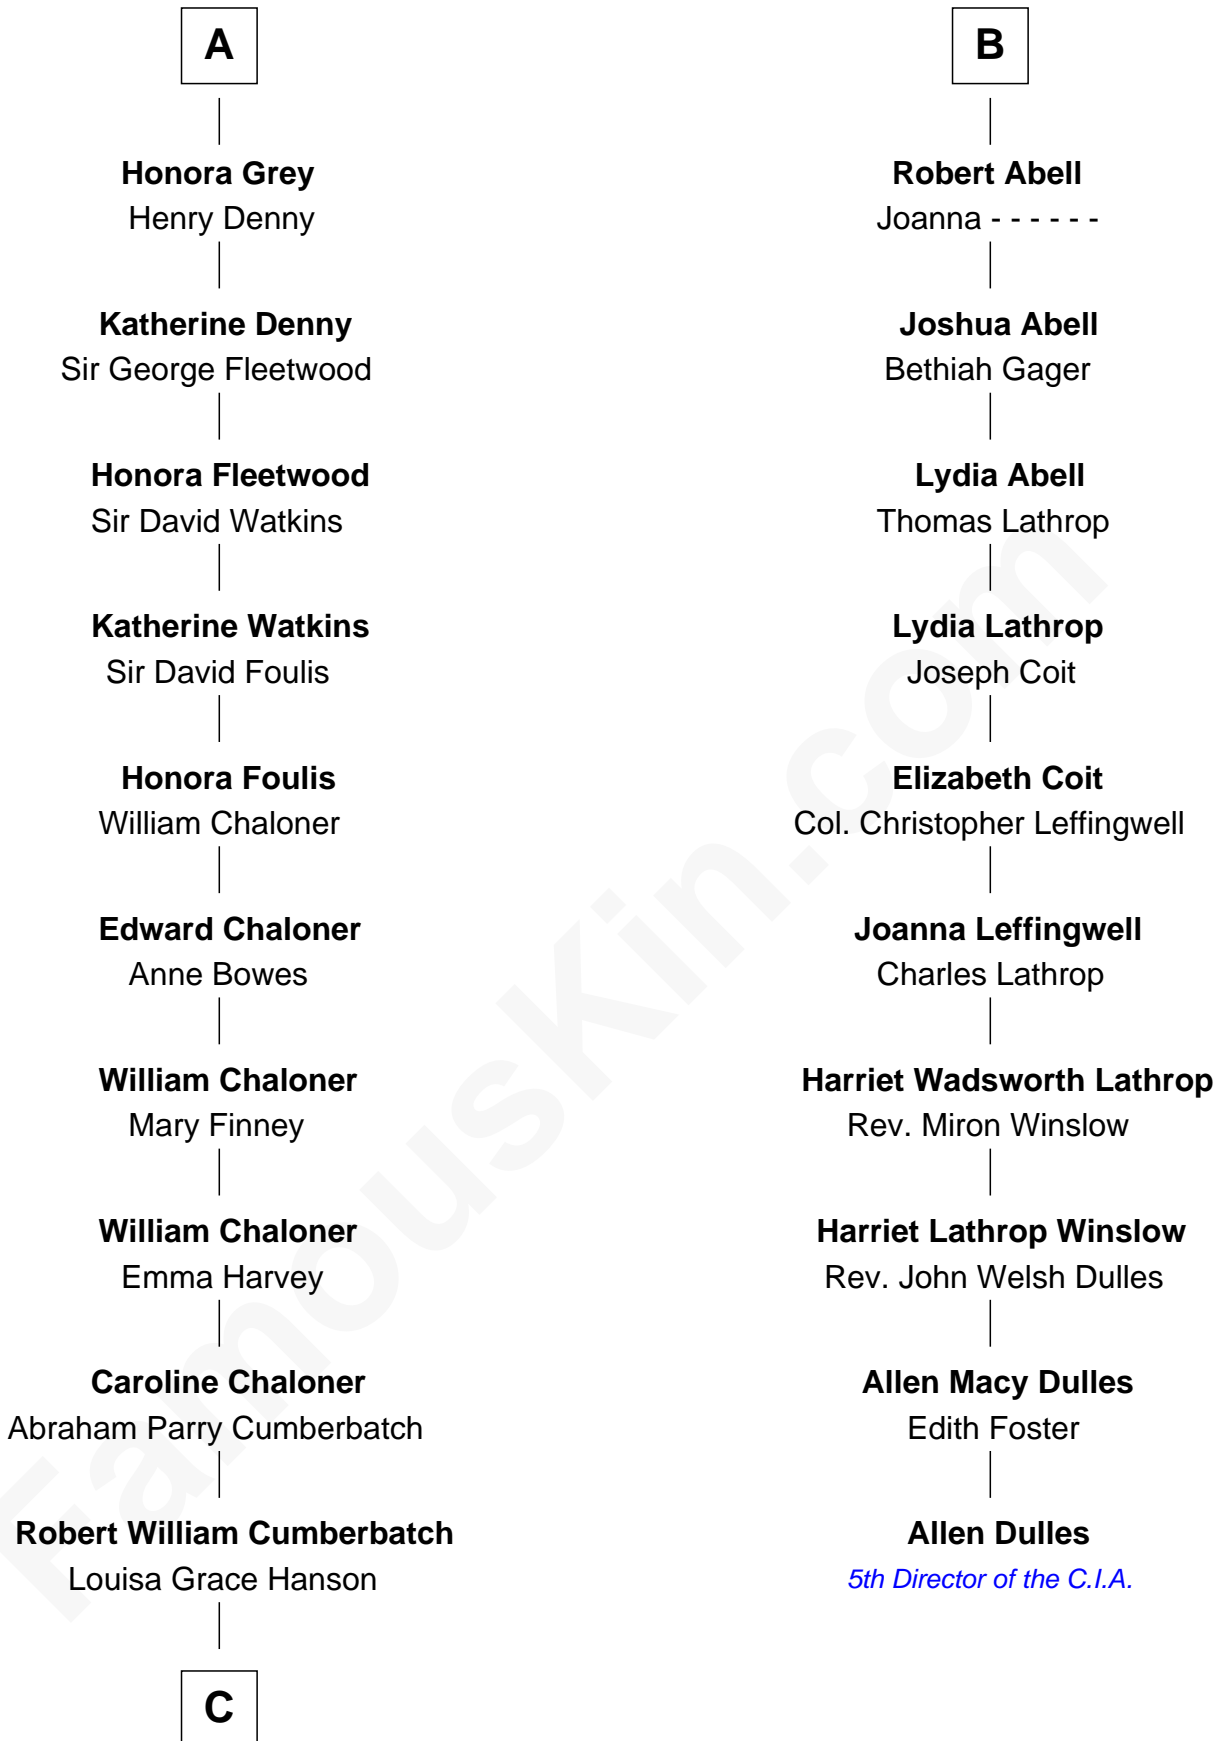 A
Honora Grey
Henry Denny
Katherine Denny
Sir George Fleetwood
Honora Fleetwood
Sir David Watkins
Katherine Watkins
Sir David Foulis
Honora Foulis
William Chaloner
Edward Chaloner
Anne Bowes
William Chaloner
Mary Finney
William Chaloner
Emma Harvey
Caroline Chaloner
Abraham Parry Cumberbatch
Robert William Cumberbatch
Louisa Grace Hanson
C
B
Robert Abell
Joanna - - - - - -
Joshua Abell
Bethiah Gager
Lydia Abell
Thomas Lathrop
Lydia Lathrop
Joseph Coit
Elizabeth Coit
Col. Christopher Leffingwell
Joanna Leffingwell
Charles Lathrop
Harriet Wadsworth Lathrop
Rev. Miron Winslow
Harriet Lathrop Winslow
Rev. John Welsh Dulles
Allen Macy Dulles
Edith Foster
Allen Dulles
5th Director of the C.I.A.
FamousKin.com